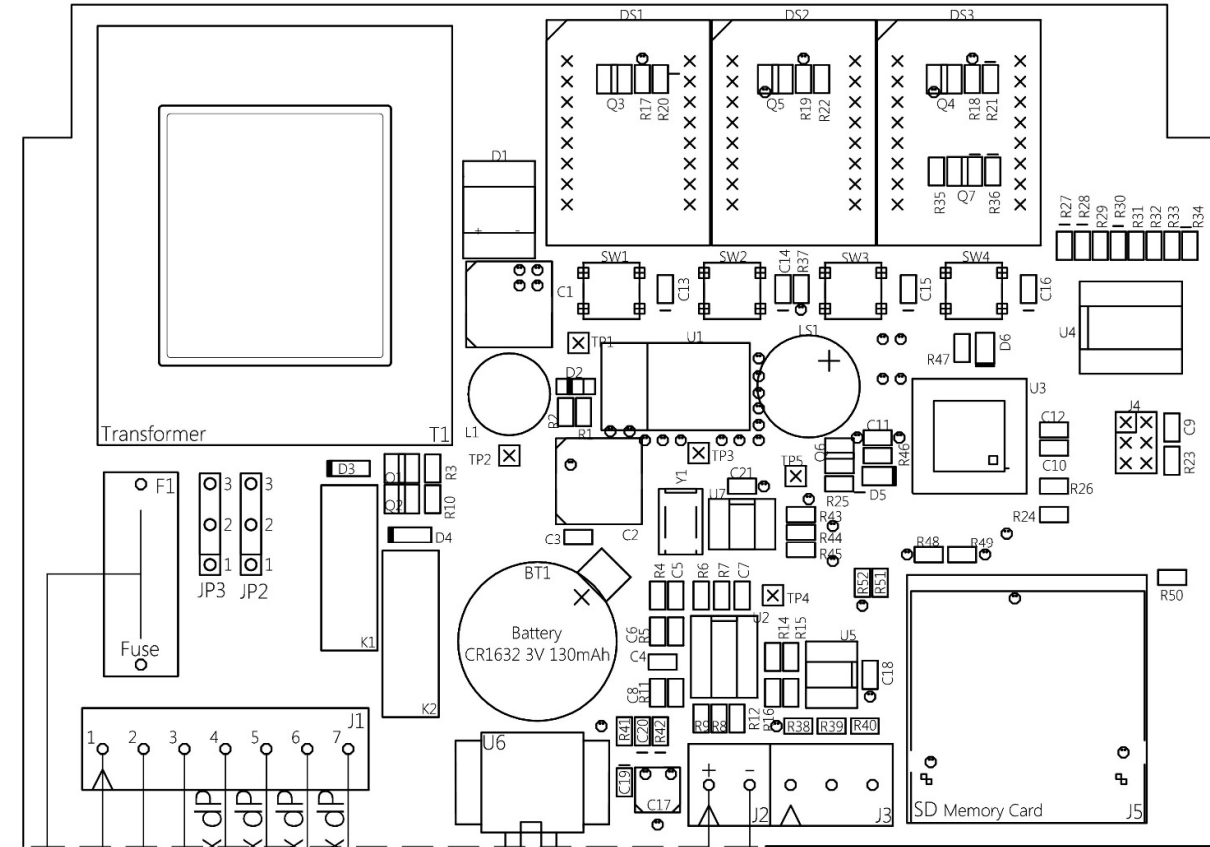 DS1 DS2 DS3
Q3 R17 R20 Q5 R19 R22 Q4 R18 R21
D1
+ -
R35 Q7 R36
R27 R28 R29 R30 R31 R32 R33 R34
SW1 SW2 SW3 SW4
C1 C13 C14 R37 C15 C16
U4
TP1 U1 LS1
+
R47 D6
D2 U3
L1 R2 R1
J4
Transformer T1
C12 C9
TP2 TP3 TP5 Q6 C11 R46
C10 R23
D3 Q1 R3
F1 3 3
Y1 C21 U7 R25 D5 R26
Q2 R10
2 2
C2 R43 R24
D4 C3 R44
R45 R48 R49
1 1
JP3 JP2
BT1 R4 C5 R6 R7 C7 TP4 R52 R51 R50
Battery
CR1632 3V 130mAh
Fuse K1
C6 R5 U2 R14 R15 U5
C4 C18
K2 C8 R11
R9 R8 R12 R16 R38 R39 R40
J1
1 2 3 4 5 6 7
U6 R41 C20 R42
+ -
C19 C17 J2 J3
SD Memory Card J5